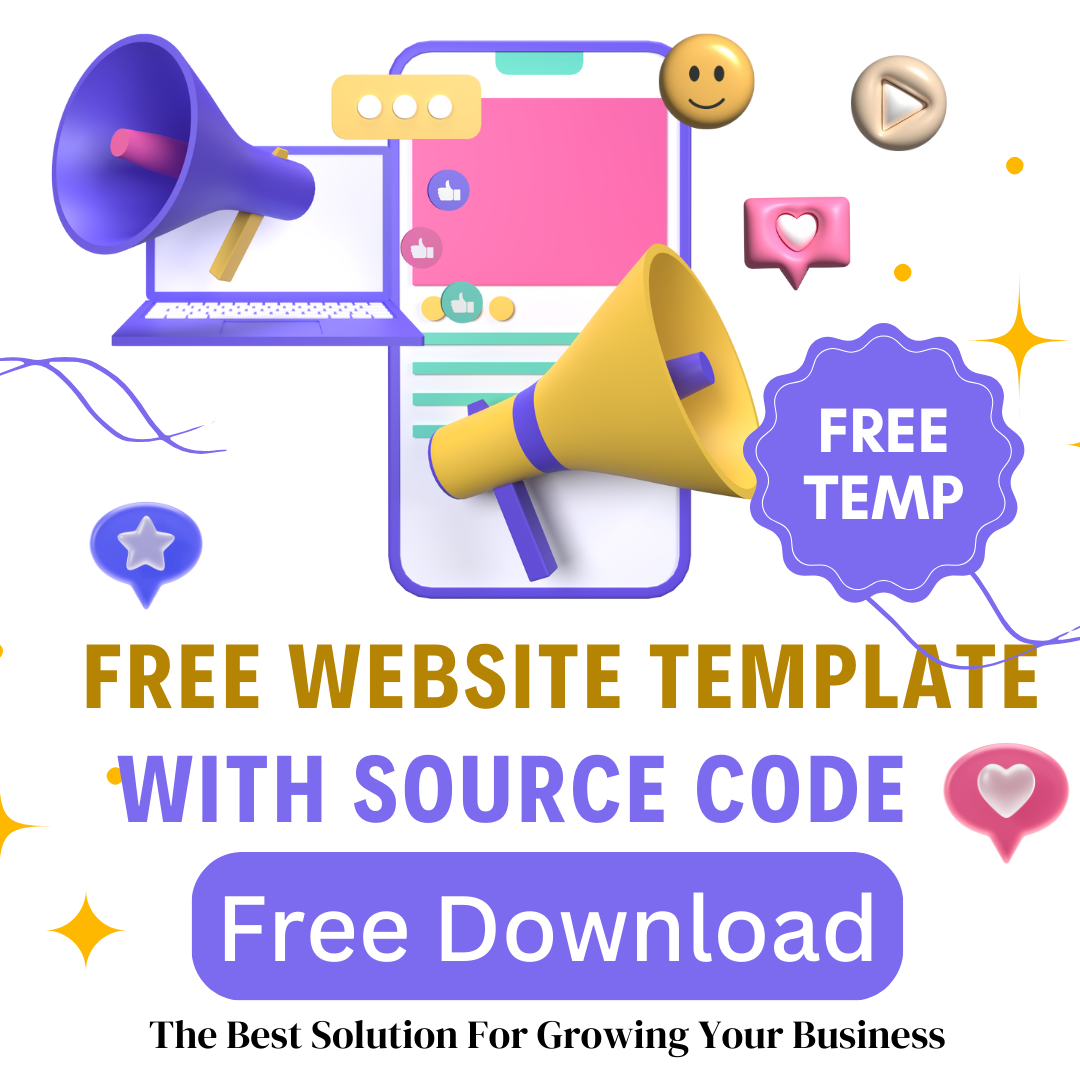 FREE
TEMP
FREE WEBSITE TEMPLATE
WITH SOURCE CODE
Free Download
The Best Solution For Growing Your Business